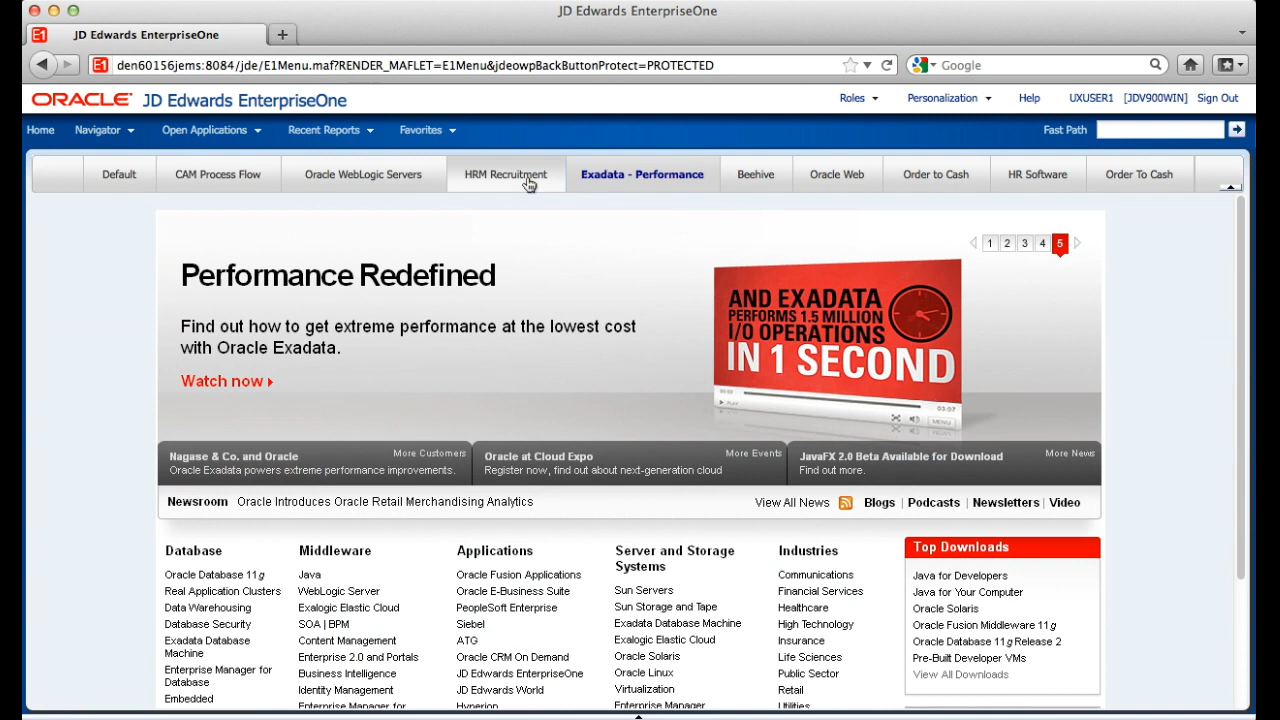 JD Edwards EnterpriseOne
E1 JD Edwards EnterpriseOne +
E1 den60156jems:8084/jde/E1Menu.maf?RENDER_MAFLET=E1Menu&jdeowpBackButtonProtect=PROTECTED Google
ORACLE JD Edwards EnterpriseOne Roles Personalization Help UXUSER1 [JDV900WIN] Sign Out
Home Navigator Open Applications Recent Reports Favorites Fast Path
Default CAM Process Flow Oracle WebLogic Servers HRM Recruitment Exadata - Performance Beehive Oracle Web Order to Cash HR Software Order To Cash
1 2 3 4 5
Performance Redefined
Find out how to get extreme performance at the lowest cost
with Oracle Exadata.
Watch now
AND EXADATA
PERFORMS 1.5 MILLION
I/O OPERATIONS
IN 1 SECOND
PLAY 03:07
MENU
Nagase & Co. and Oracle More Customers
Oracle Exadata powers extreme performance improvements.
Oracle at Cloud Expo More Events
Register now, find out about next-generation cloud
JavaFX 2.0 Beta Available for Download More News
Find out more.
Newsroom Oracle Introduces Oracle Retail Merchandising Analytics View All News Blogs | Podcasts | Newsletters | Video
Database
Oracle Database 11g
Real Application Clusters
Data Warehousing
Database Security
Exadata Database
Machine
Enterprise Manager for
Database
Embedded
Middleware
Java
WebLogic Server
Exalogic Elastic Cloud
SOA | BPM
Content Management
Enterprise 2.0 and Portals
Business Intelligence
Identity Management
Enterprise Manager for
Applications
Oracle Fusion Applications
Oracle E-Business Suite
PeopleSoft Enterprise
Siebel
ATG
Oracle CRM On Demand
JD Edwards EnterpriseOne
JD Edwards World
Hyperion
Server and Storage
Systems
Sun Servers
Sun Storage and Tape
Exadata Database Machine
Exalogic Elastic Cloud
Oracle Solaris
Oracle Linux
Virtualization
Enterprise Manager
Industries
Communications
Financial Services
Healthcare
High Technology
Insurance
Life Sciences
Public Sector
Retail
Utilities
Top Downloads
Java for Developers
Java for Your Computer
Oracle Solaris
Oracle Fusion Middleware 11g
Oracle Database 11g Release 2
Pre-Built Developer VMs
View All Downloads